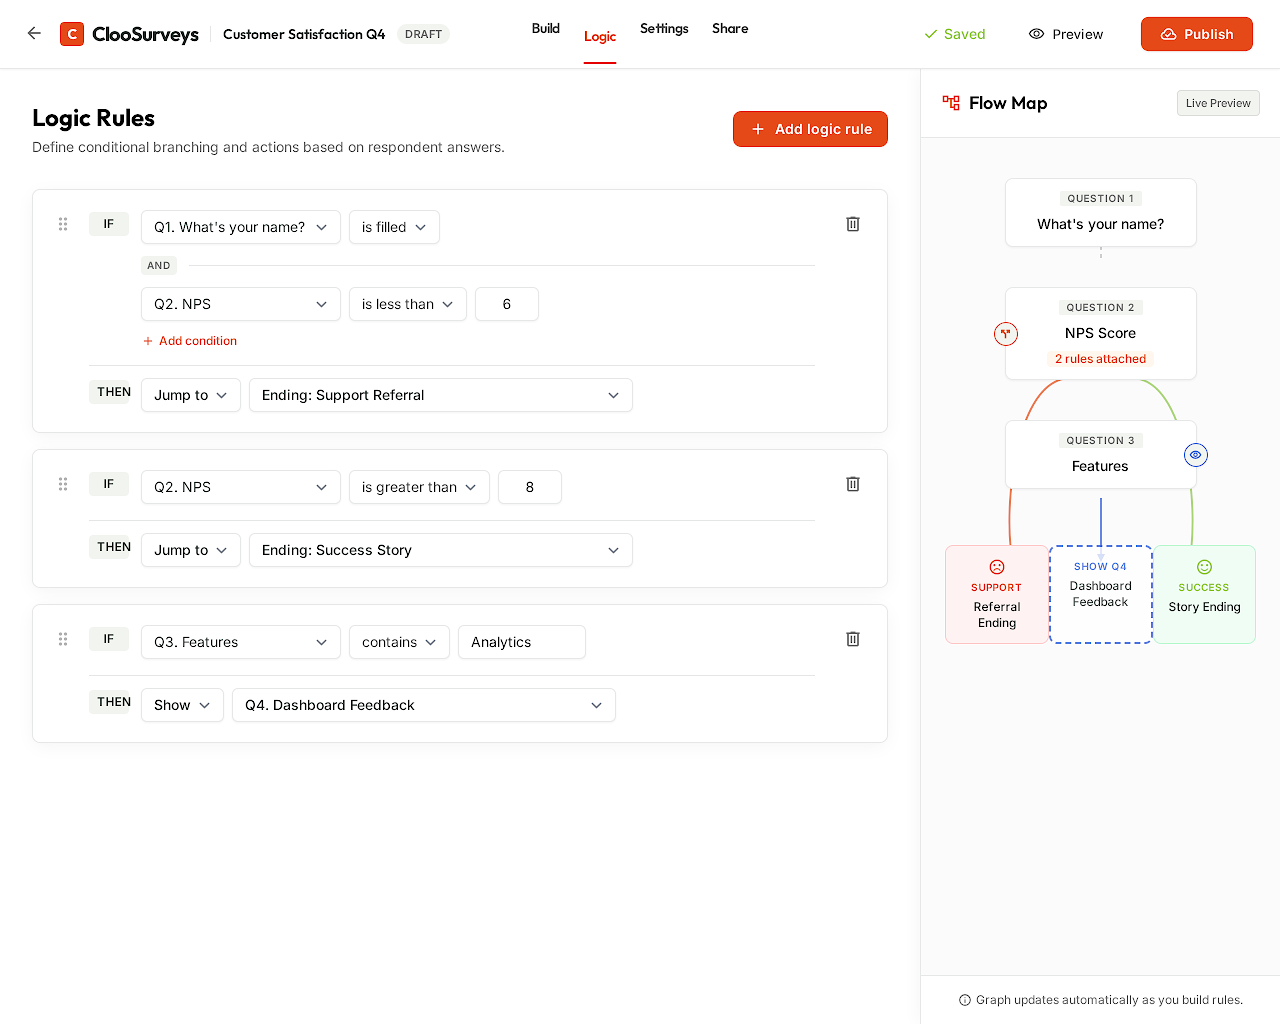 C ClooSurveys Customer Satisfaction Q4 DRAFT Build Logic Settings Share Saved Preview Publish
Logic Rules
Define conditional branching and actions based on respondent answers.
Add logic rule
IF Q1. What's your name? is filled
AND
Q2. NPS is less than 6
Add condition
THEN Jump to Ending: Support Referral
IF Q2. NPS is greater than 8
THEN Jump to Ending: Success Story
IF Q3. Features contains Analytics
THEN Show Q4. Dashboard Feedback
Flow Map Live Preview
QUESTION 1
What's your name?
QUESTION 2
NPS Score
2 rules attached
QUESTION 3
Features
SUPPORT
Referral
Ending
SHOW Q4
Dashboard
Feedback
SUCCESS
Story Ending
Graph updates automatically as you build rules.